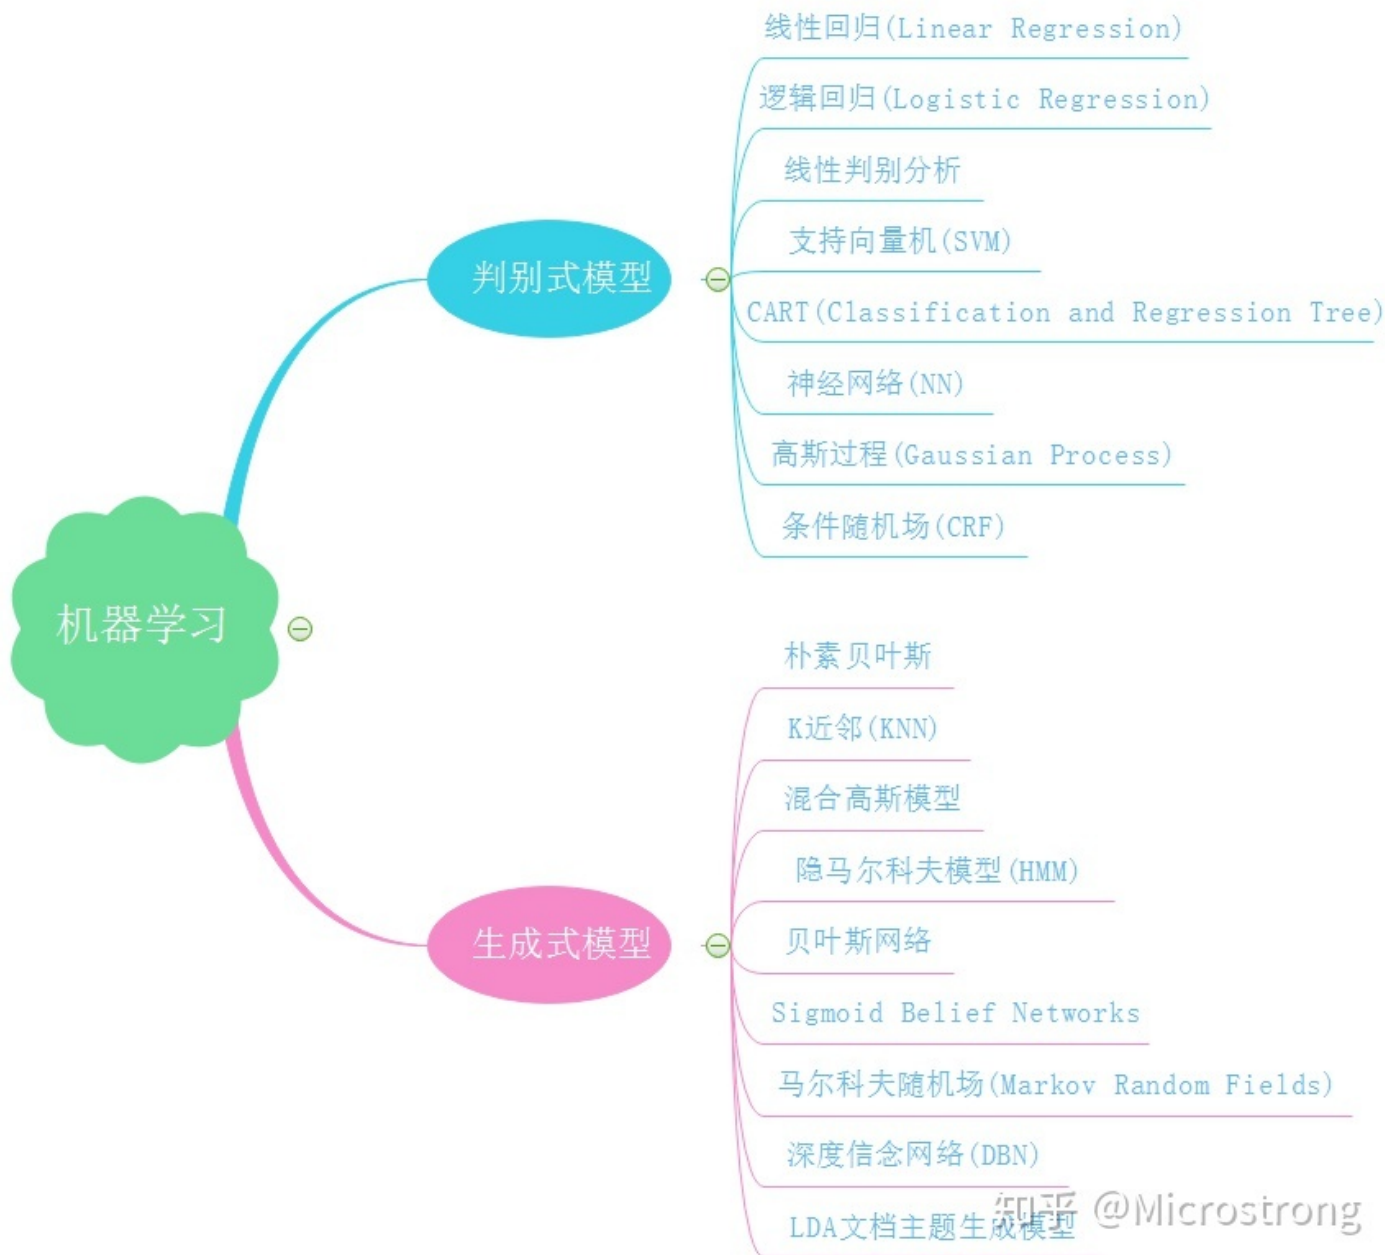 机器学习
判别式模型
线性回归(Linear Regression)
逻辑回归(Logistic Regression)
线性判别分析
支持向量机(SVM)
CART(Classification and Regression Tree)
神经网络(NN)
高斯过程(Gaussian Process)
条件随机场(CRF)
生成式模型
朴素贝叶斯
K近邻(KNN)
混合高斯模型
隐马尔科夫模型(HMM)
贝叶斯网络
Sigmoid Belief Networks
马尔科夫随机场(Markov Random Fields)
深度信念网络(DBN)
LDA文档主题生成模型
知乎 @Microstrong